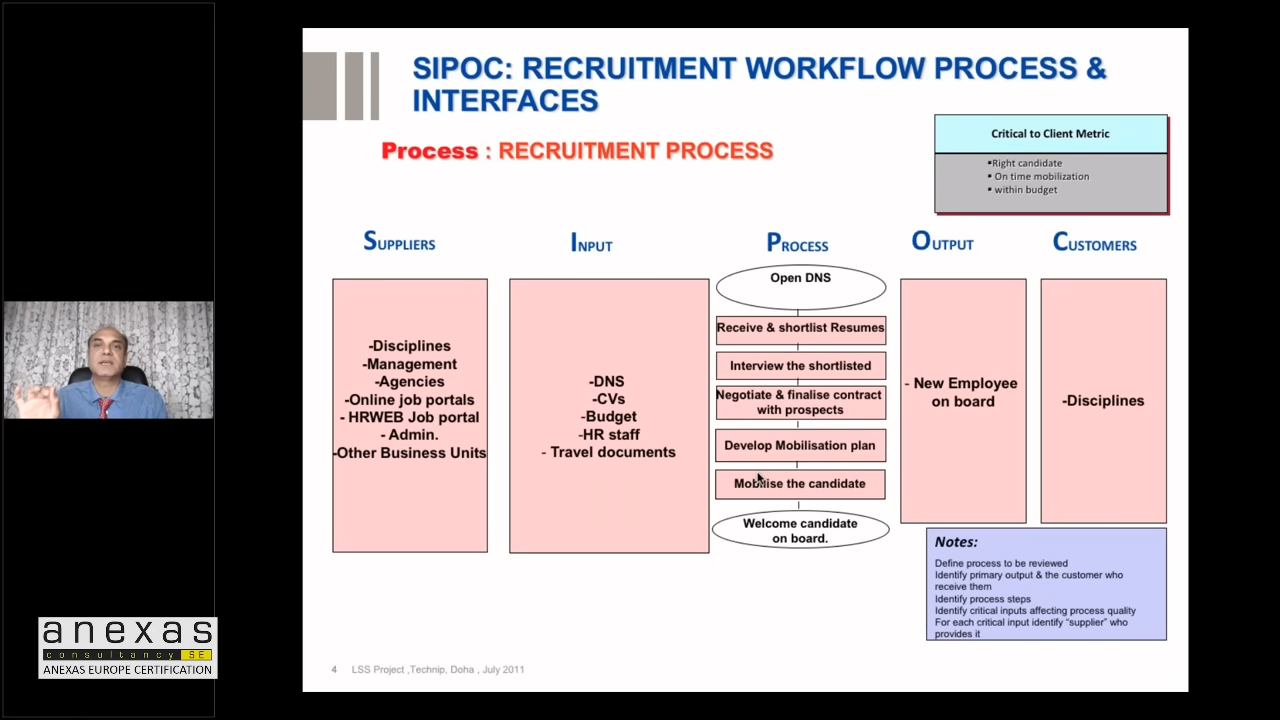 SIPOC: RECRUITMENT WORKFLOW PROCESS &
INTERFACES
Process : RECRUITMENT PROCESS
Critical to Client Metric
▪Right candidate
▪ On time mobilization
▪ within budget
SUPPLIERS
INPUT
PROCESS
OUTPUT
CUSTOMERS
-Disciplines
-Management
-Agencies
-Online job portals
- HRWEB Job portal
- Admin.
-Other Business Units
-DNS
-CVs
-Budget
-HR staff
- Travel documents
Open DNS
Receive & shortlist Resumes
Interview the shortlisted
Negotiate & finalise contract
with prospects
Develop Mobilisation plan
Mobilise the candidate
Welcome candidate
on board.
- New Employee
on board
-Disciplines
Notes:
Define process to be reviewed
Identify primary output & the customer who
receive them
Identify process steps
Identify critical inputs affecting process quality
For each critical input identify “supplier” who
provides it
4 LSS Project ,Technip, Doha , July 2011
anexas
consultancy SE
ANEXAS EUROPE CERTIFICATION